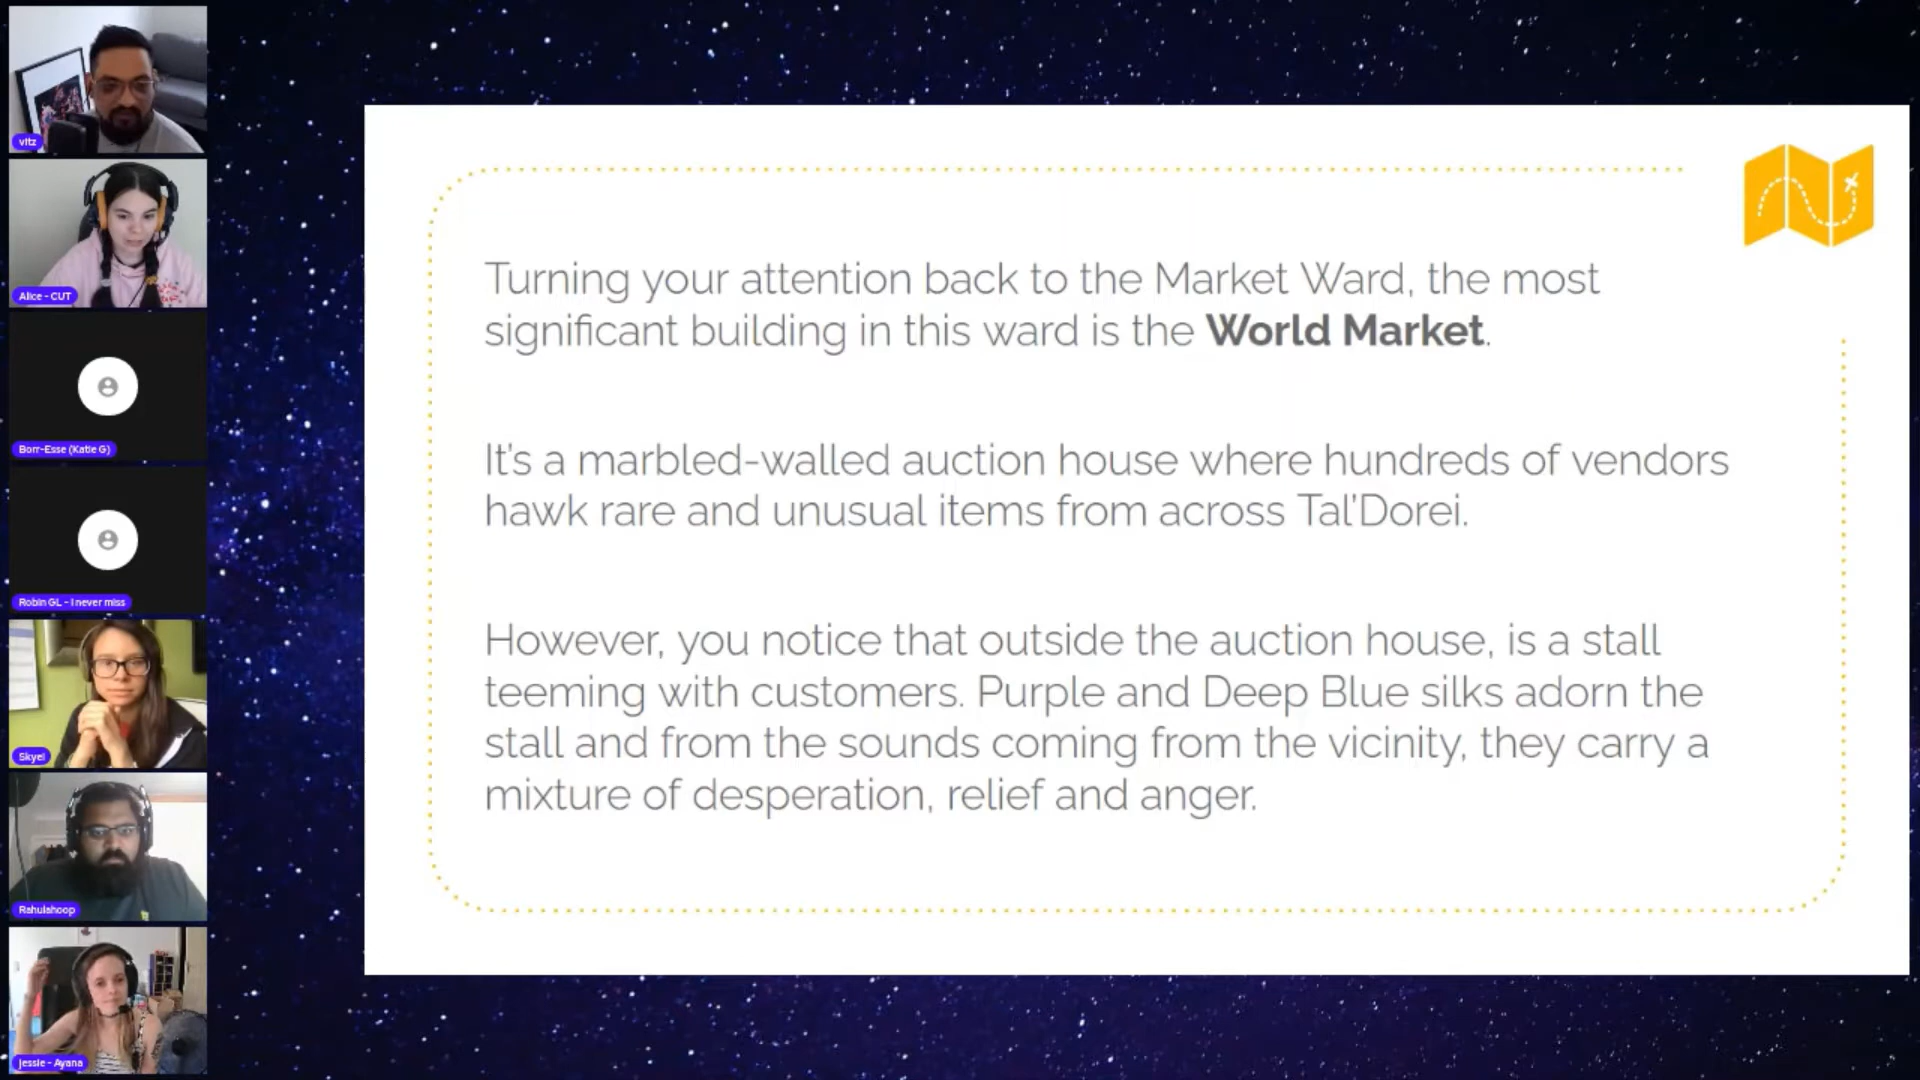 vitz
Alice - CUT
Borr-Esse (Katie G)
Robin GL - I never miss
Skyel
Rahulahoop
Jessie - Ayana
Turning your attention back to the Market Ward, the most
significant building in this ward is the World Market.
It's a marbled-walled auction house where hundreds of vendors
hawk rare and unusual items from across Tal'Dorei.
However, you notice that outside the auction house, is a stall
teeming with customers. Purple and Deep Blue silks adorn the
stall and from the sounds coming from the vicinity, they carry a
mixture of desperation, relief and anger.